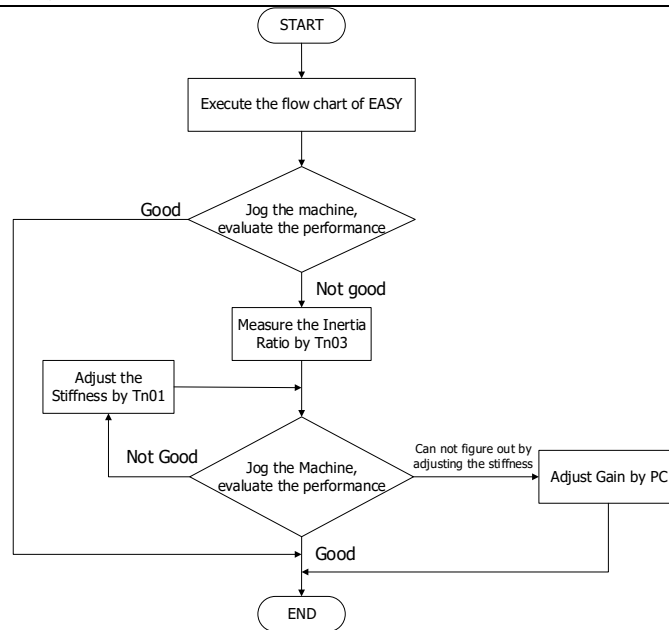 START
Execute the flow chart of EASY
Jog the machine,
evaluate the performance
Good
Not good
Measure the Inertia
Ratio by Tn03
Adjust the
Stiffness by Tn01
Not Good
Jog the Machine,
evaluate the performance
Can not figure out by
adjusting the stiffness
Adjust Gain by PC
Good
END